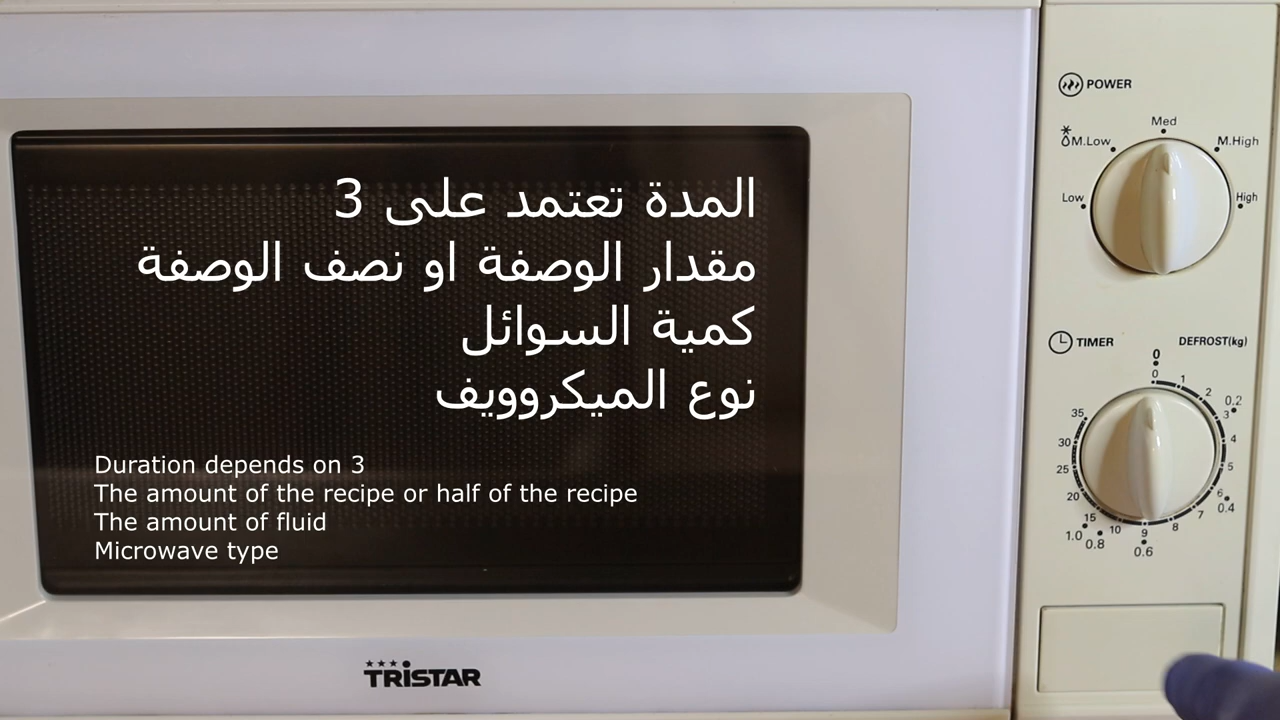 المدة تعتمد على 3
مقدار الوصفة او نصف الوصفة
كمية السوائل
نوع الميكروويف
Duration depends on 3
The amount of the recipe or half of the recipe
The amount of fluid
Microwave type
TRISTAR
POWER
Med
M.Low
M.High
Low
High
TIMER
DEFROST(kg)
0
0
1
2
0.2
3
4
5
6
0.4
7
8
9
0.6
10
15
0.8
1.0
20
25
30
35